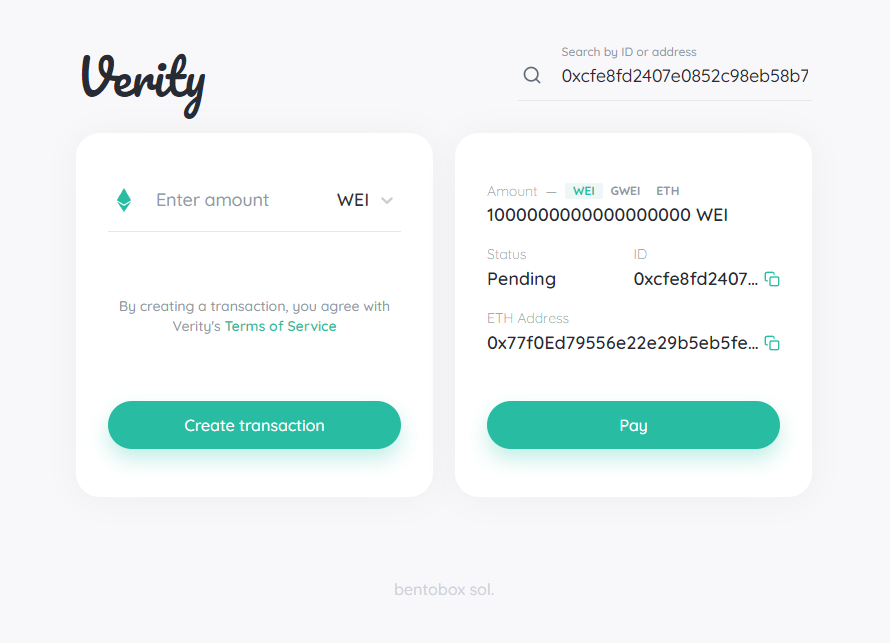 Verity
Search by ID or address
0xcfe8fd2407e0852c98eb58b7
Enter amount
WEI
By creating a transaction, you agree with
Verity's Terms of Service
Create transaction
Amount — WEI GWEI ETH
1000000000000000000 WEI
Status
ID
Pending
0xcfe8fd2407...
ETH Address
0x77f0Ed79556e22e29b5eb5fe...
Pay
bentobox sol.